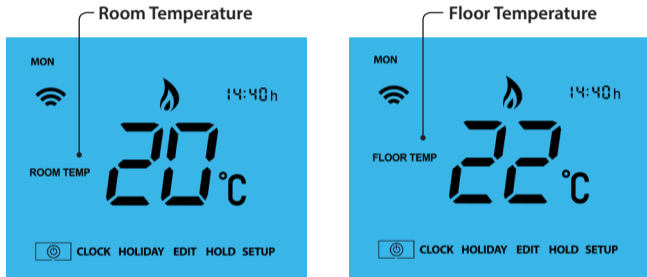 Room Temperature
MON
14:40h
20°C
ROOM TEMP
CLOCK HOLIDAY EDIT HOLD SETUP
Floor Temperature
MON
14:40h
22°C
FLOOR TEMP
CLOCK HOLIDAY EDIT HOLD SETUP